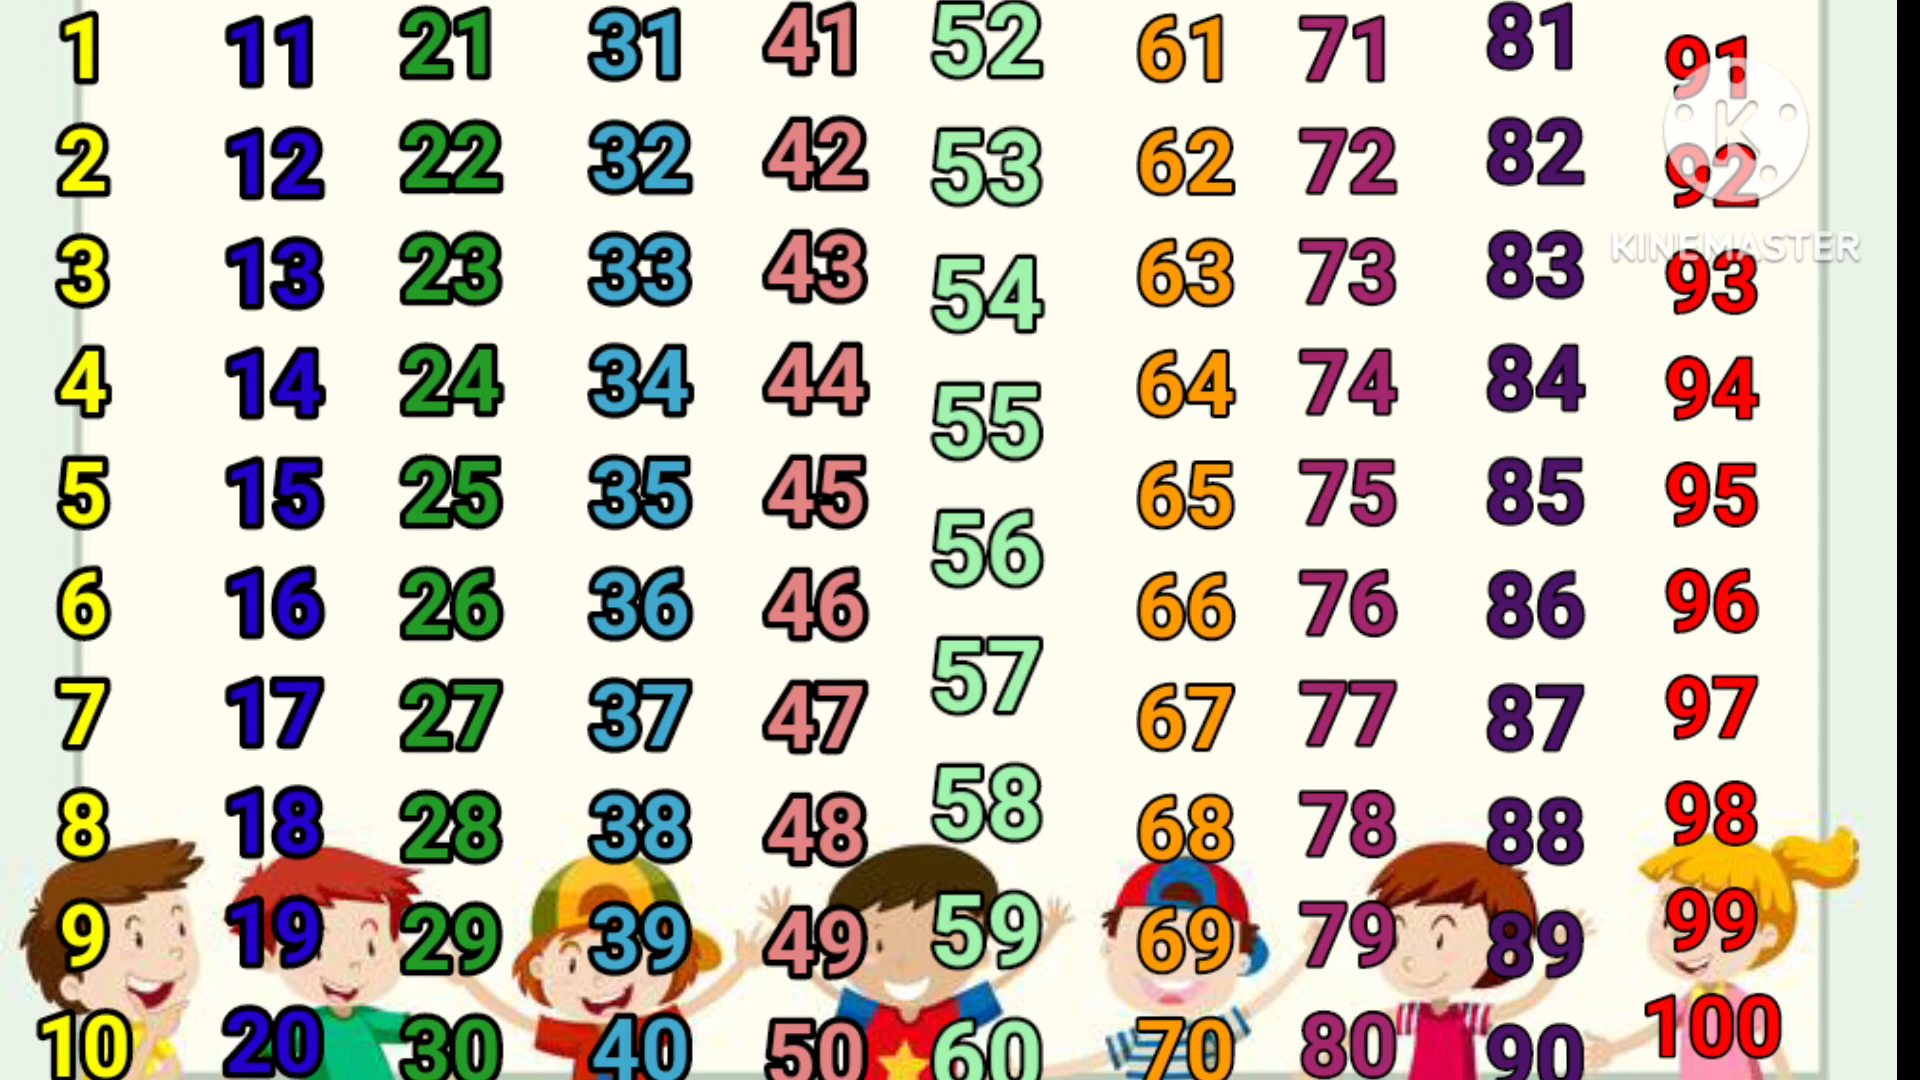 1 11 21 31 41 52 61 71 81 91
2 12 22 32 42 53 62 72 82 92
3 13 23 33 43 54 63 73 83 93
4 14 24 34 44 55 64 74 84 94
5 15 25 35 45 56 65 75 85 95
6 16 26 36 46 57 66 76 86 96
7 17 27 37 47 58 67 77 87 97
8 18 28 38 48 59 68 78 88 98
9 19 29 39 49 60 69 79 89 99
10 20 30 40 50 70 80 90 100
K
KINEMASTER